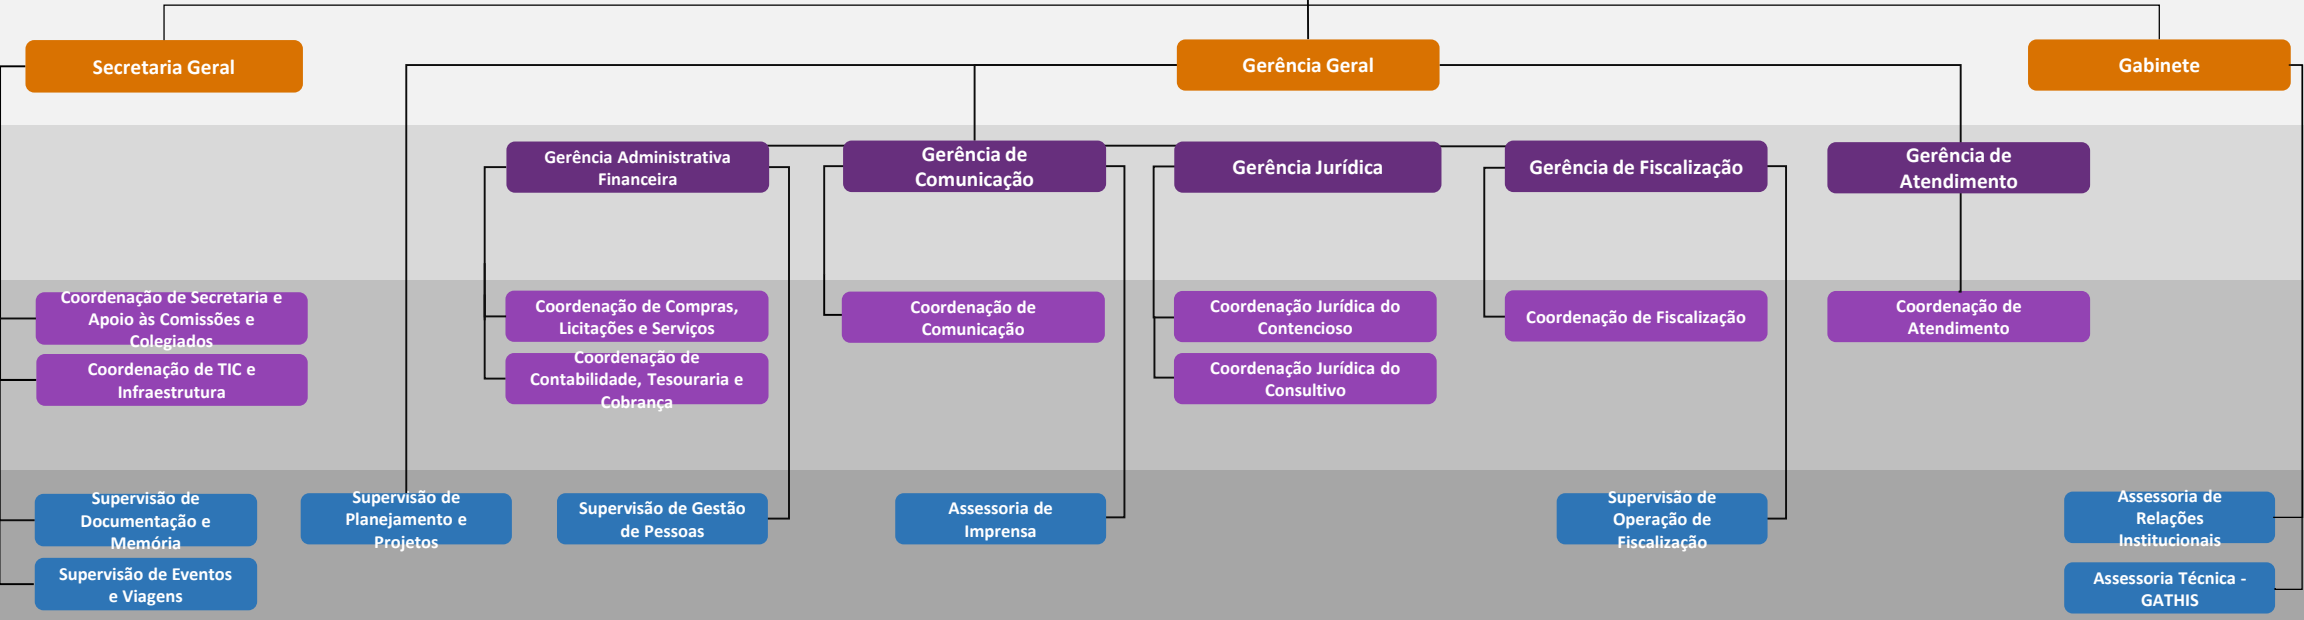 Secretaria Geral
Gerência Geral
Gabinete
Gerência Administrativa
Financeira
Gerência de
Comunicação
Gerência Jurídica
Gerência de Fiscalização
Gerência de
Atendimento
Coordenação de Secretaria e
Apoio às Comissões e
Colegiados
Coordenação de Compras,
Licitações e Serviços
Coordenação de
Comunicação
Coordenação Jurídica do
Contencioso
Coordenação de Fiscalização
Coordenação de
Atendimento
Coordenação de TIC e
Infraestrutura
Coordenação de
Contabilidade, Tesouraria e
Cobrança
Coordenação Jurídica do
Consultivo
Supervisão de
Documentação e
Memória
Supervisão de
Planejamento e
Projetos
Supervisão de Gestão
de Pessoas
Assessoria de
Imprensa
Supervisão de
Operação de
Fiscalização
Assessoria de
Relações
Institucionais
Supervisão de Eventos
e Viagens
Assessoria Técnica -
GATHIS